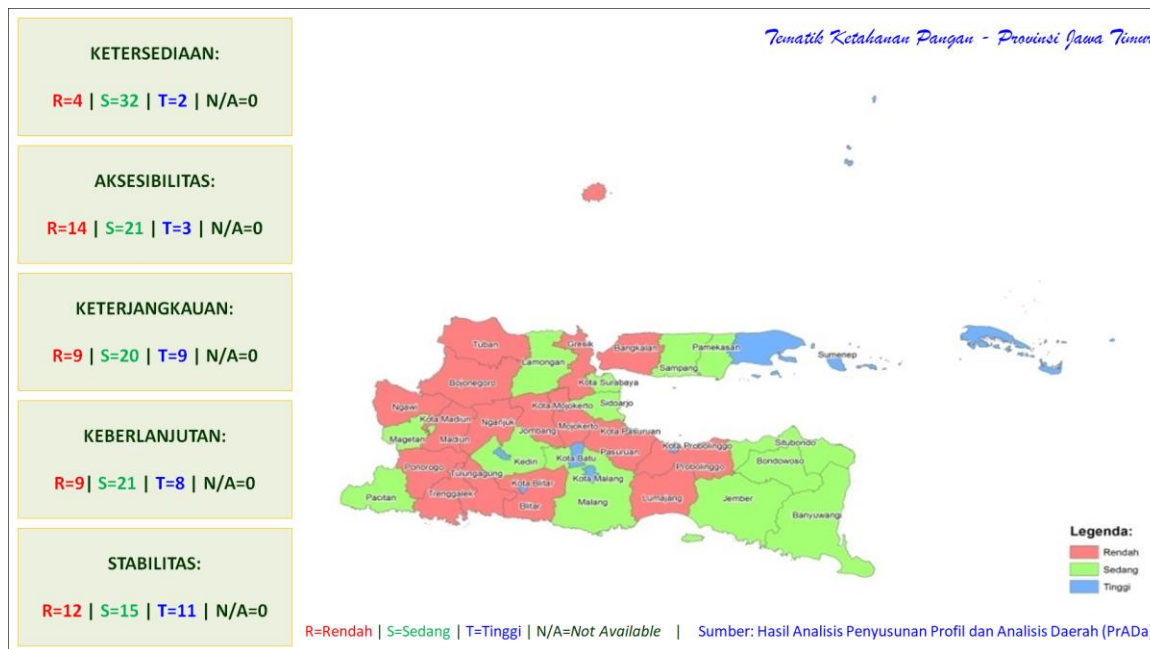 KETERSEDIAAN:
R=4 | S=32 | T=2 | N/A=0
AKSESIBILITAS:
R=14 | S=21 | T=3 | N/A=0
KETERJANGKAUAN:
R=9 | S=20 | T=9 | N/A=0
KEBERLANJUTAN:
R=9| S=21 | T=8 | N/A=0
STABILITAS:
R=12 | S=15 | T=11 | N/A=0
Tematik Ketahanan Pangan - Provinsi Jawa Timur
Tuban
Lamongan
Gresik
Bangkalan
Sampang
Pamekasan
Sumenep
Bojonegoro
Kota Surabaya
Sidoarjo
Ngawi
Kota Madiun
Nganjuk
Kota Mojokerto
Jombang
Mojokerto
Kota Pasuruan
Magetan
Madiun
Kediri
Kota Batu
Pasuruan
Kota Probolinggo
Probolinggo
Situbondo
Bondowoso
Ponorogo
Tulungagung
Kota Blitar
Kota Malang
Pacitan
Trenggalek
Blitar
Malang
Lumajang
Jember
Banyuwangi
Legenda:
Rendah
Sedang
Tinggi
R=Rendah | S=Sedang | T=Tinggi | N/A=Not Available | Sumber: Hasil Analisis Penyusunan Profil dan Analisis Daerah (PrADa)